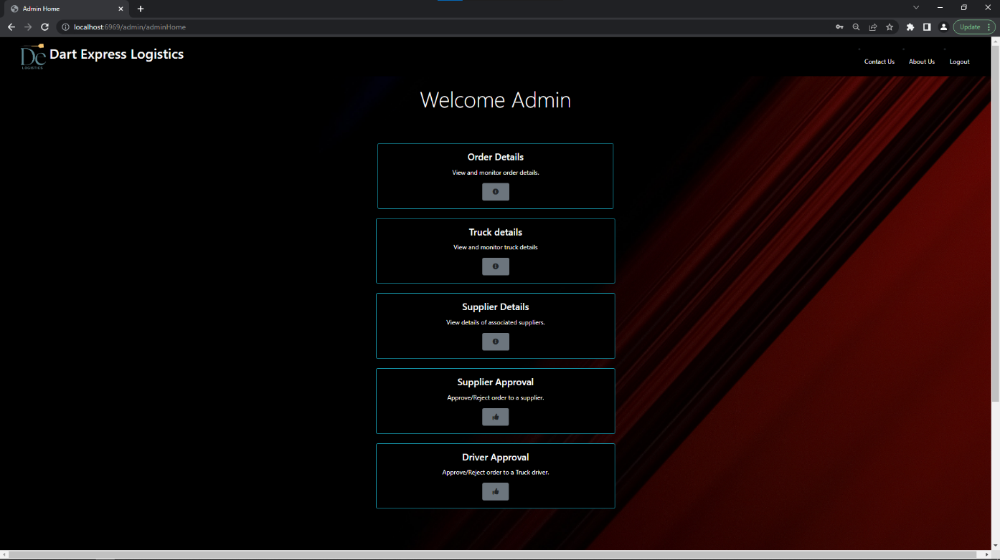 Admin Home
localhost:6969/admin/adminHome
Update
De
LOGISTICS
Dart Express Logistics
Contact Us
About Us
Logout
Welcome Admin
Order Details
View and monitor order details.
Truck details
View and monitor truck details
Supplier Details
View details of associated suppliers.
Supplier Approval
Approve/Reject order to a supplier.
Driver Approval
Approve/Reject order to a Truck driver.